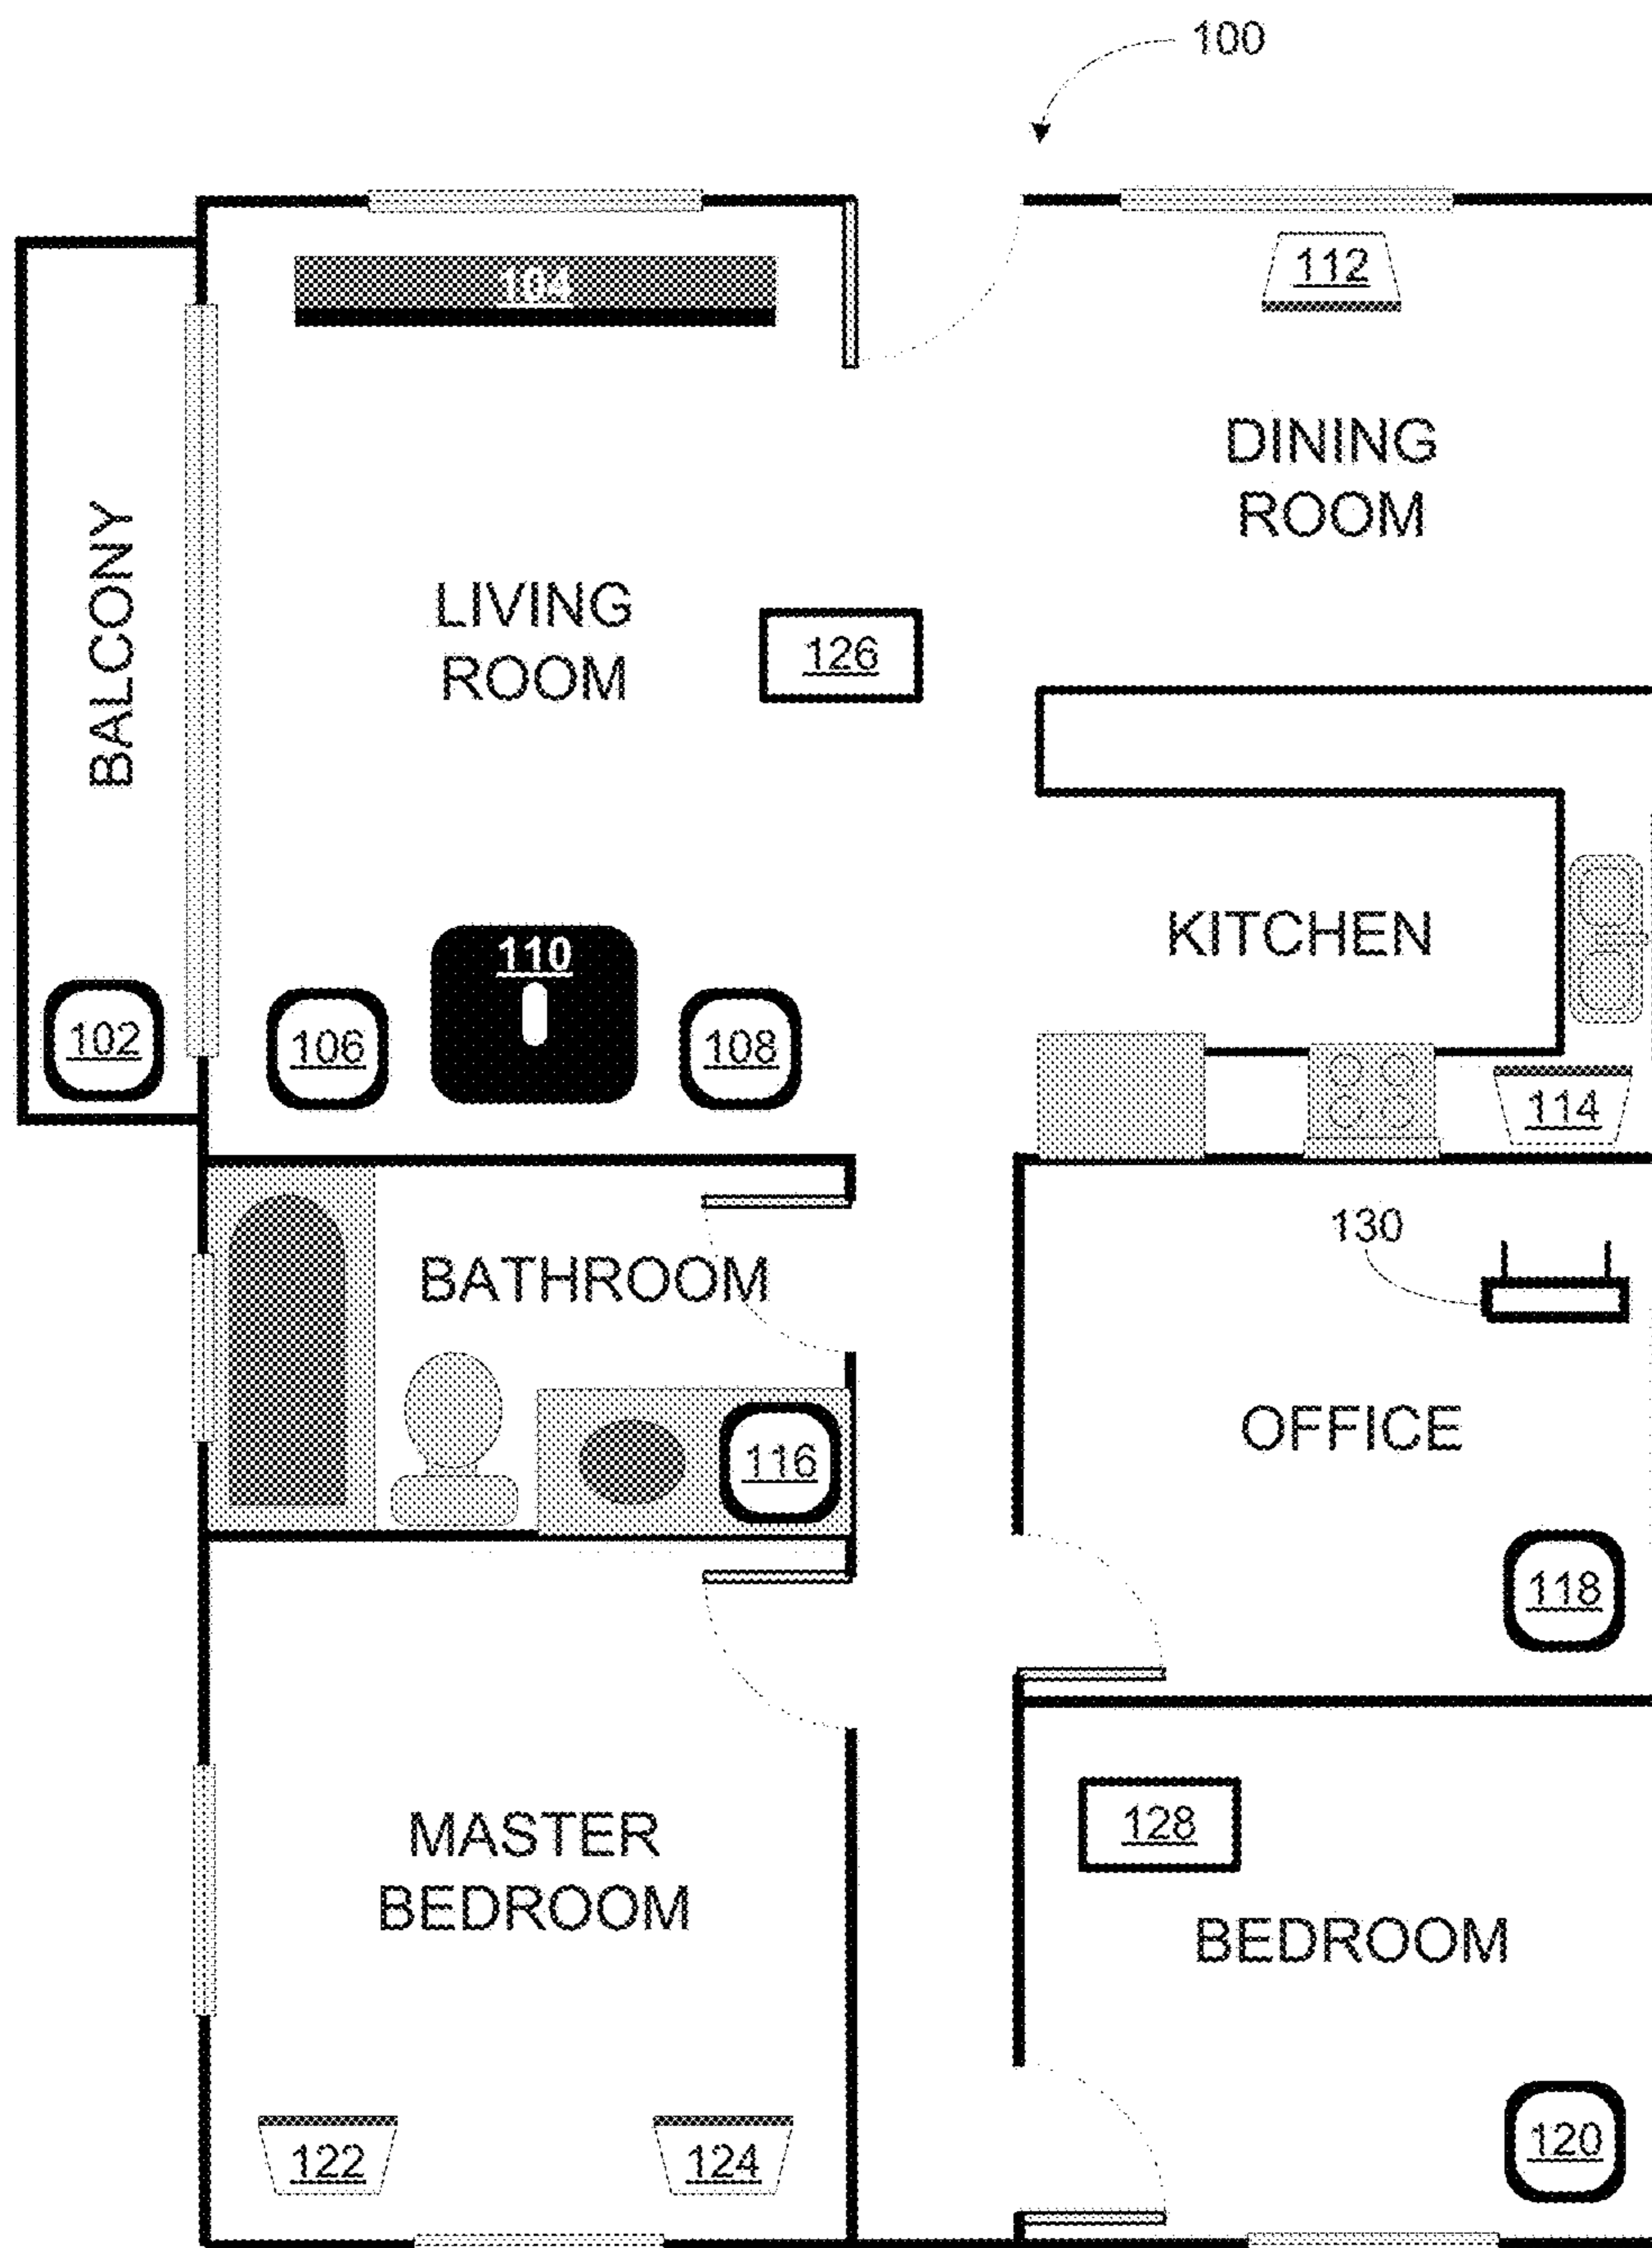 100
104
112
DINING
ROOM
BALCONY
LIVING
ROOM
126
KITCHEN
110
102
106
108
114
130
BATHROOM
OFFICE
116
118
128
MASTER
BEDROOM
BEDROOM
122
124
120